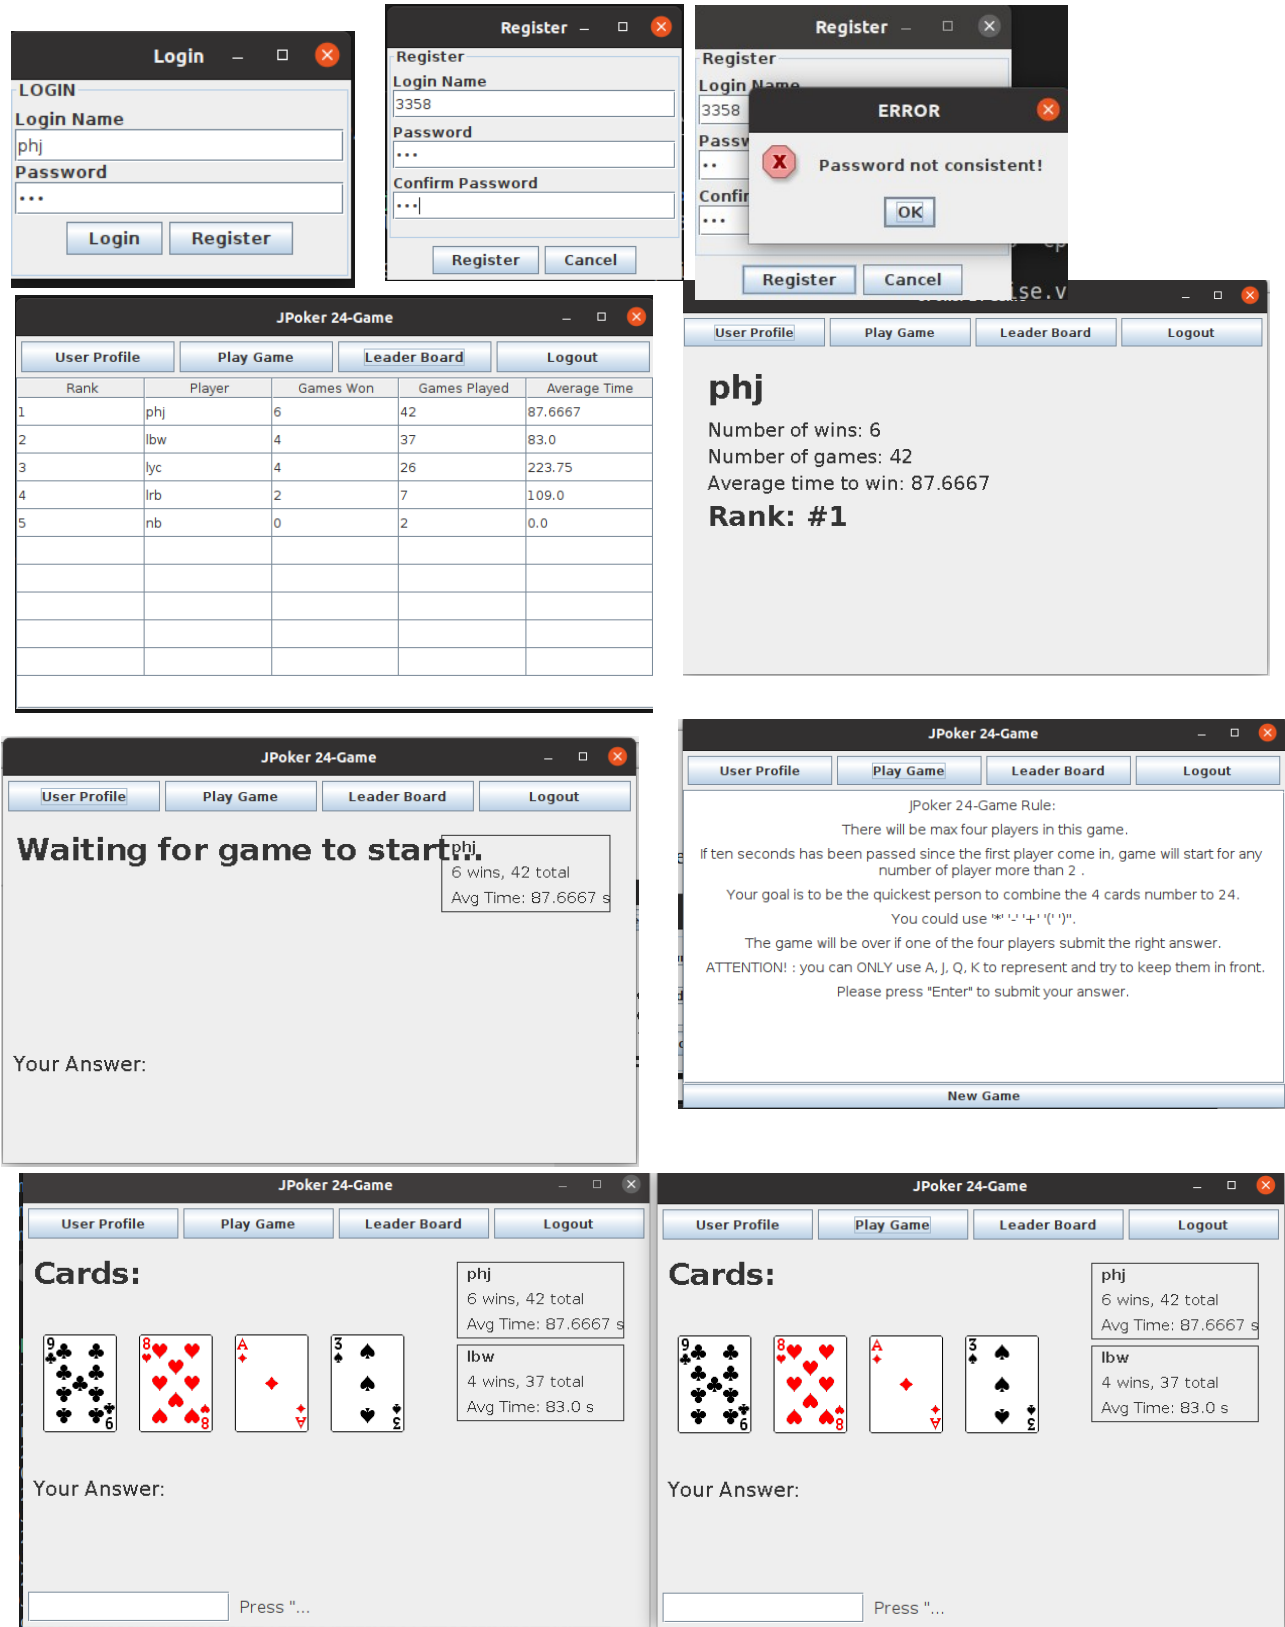 Login
LOGIN
Login Name
phj
Password
•••
Login Register
Register
Register
Login Name
3358
Password
•••
Confirm Password
•••
Register Cancel
Register
Register
Login Name
3358
Passw
••
Confir
•••
Register Cancel
ERROR
Password not consistent!
OK
ise.v
JPoker 24-Game
User Profile Play Game Leader Board Logout
Rank Player Games Won Games Played Average Time
1 phj 6 42 87.6667
2 lbw 4 37 83.0
3 lyc 4 26 223.75
4 lrb 2 7 109.0
5 nb 0 2 0.0
User Profile Play Game Leader Board Logout
phj
Number of wins: 6
Number of games: 42
Average time to win: 87.6667
Rank: #1
JPoker 24-Game
User Profile Play Game Leader Board Logout
Waiting for game to start...
phj
6 wins, 42 total
Avg Time: 87.6667 s
Your Answer:
JPoker 24-Game
User Profile Play Game Leader Board Logout
JPoker 24-Game Rule:
There will be max four players in this game.
If ten seconds has been passed since the first player come in, game will start for any
number of player more than 2 .
Your goal is to be the quickest person to combine the 4 cards number to 24.
You could use '*' '-' '+' '(' ')".
The game will be over if one of the four players submit the right answer.
ATTENTION! : you can ONLY use A, J, Q, K to represent and try to keep them in front.
Please press "Enter" to submit your answer.
New Game
JPoker 24-Game
User Profile Play Game Leader Board Logout
Cards:
phj
6 wins, 42 total
Avg Time: 87.6667 s
lbw
4 wins, 37 total
Avg Time: 83.0 s
9 8 A 3
9 8 A 3
Your Answer:
Press "...
JPoker 24-Game
User Profile Play Game Leader Board Logout
Cards:
phj
6 wins, 42 total
Avg Time: 87.6667 s
lbw
4 wins, 37 total
Avg Time: 83.0 s
9 8 A 3
9 8 A 3
Your Answer:
Press "...